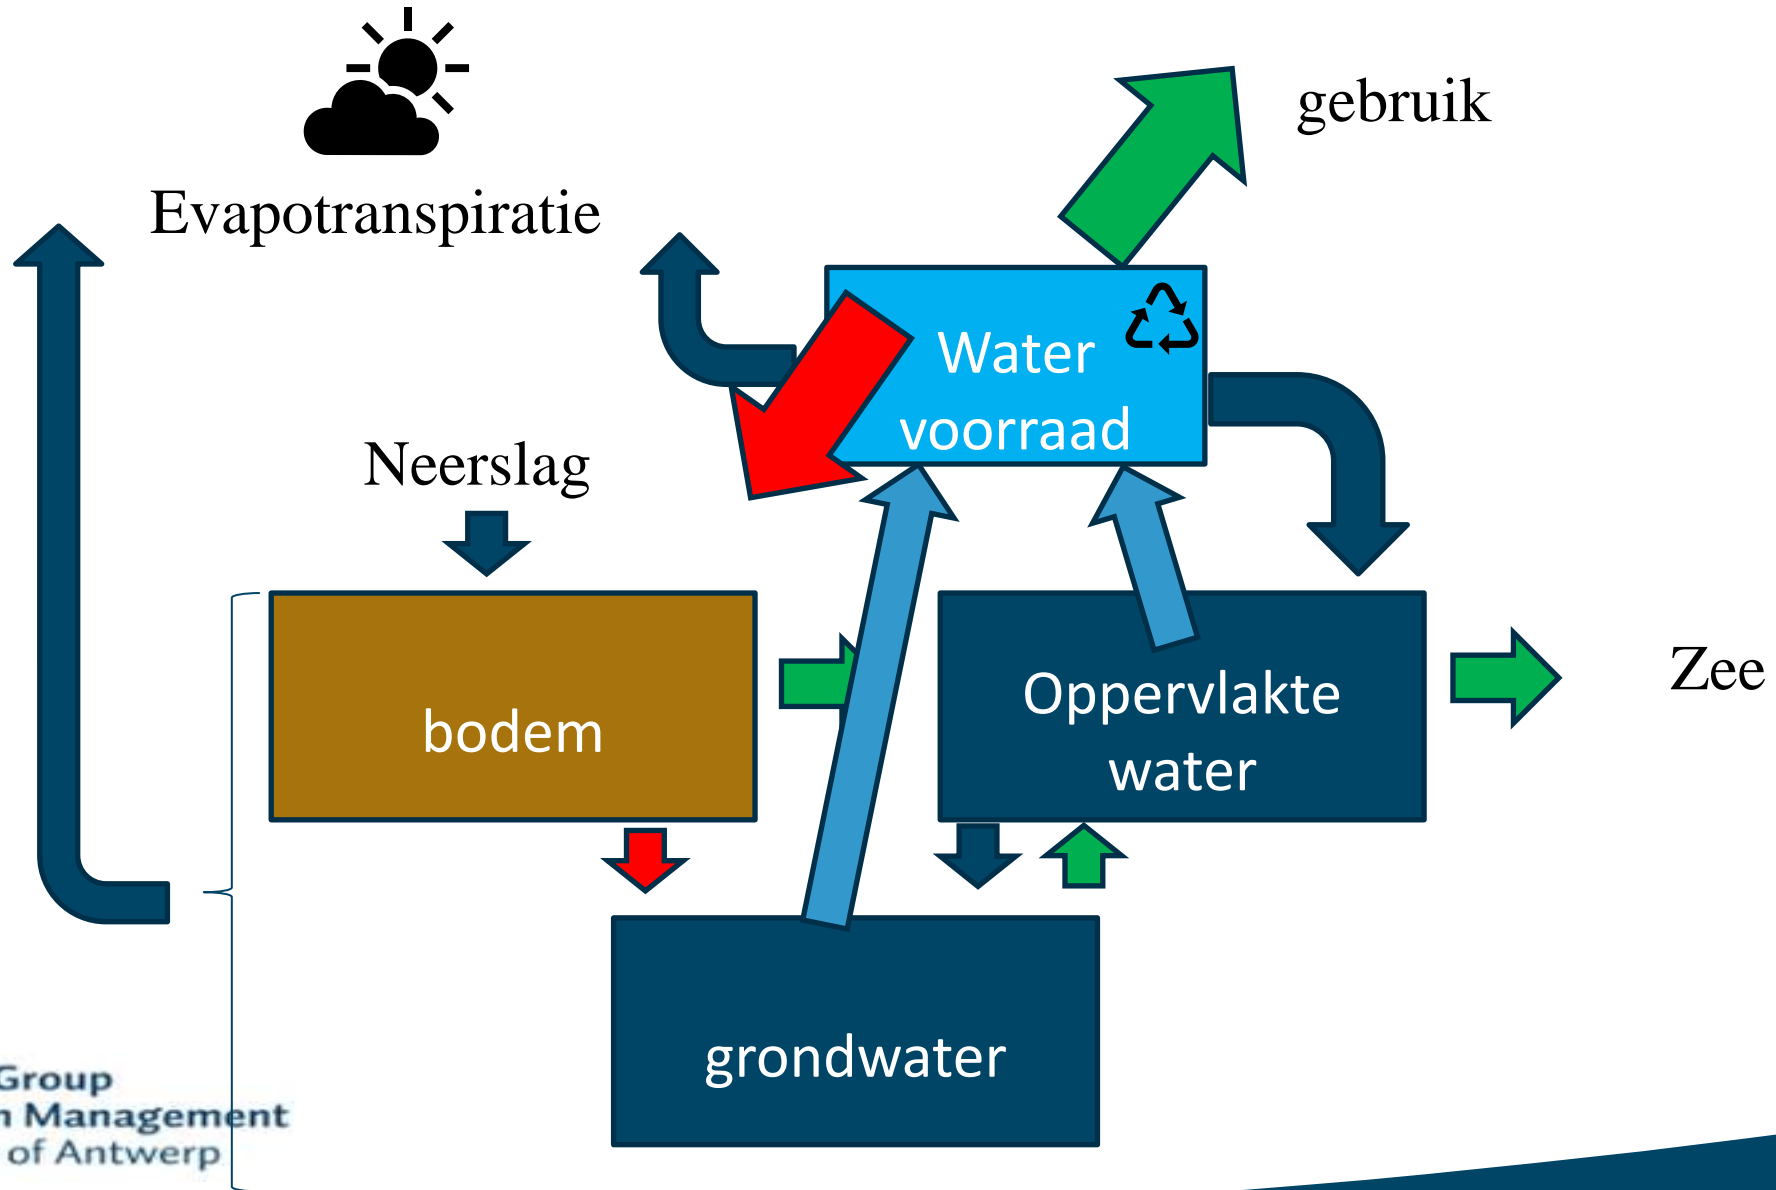 gebruik
Evapotranspiratie
Water
voorraad
Neerslag
bodem
Oppervlakte
water
Zee
grondwater
Group
Management
of Antwerp